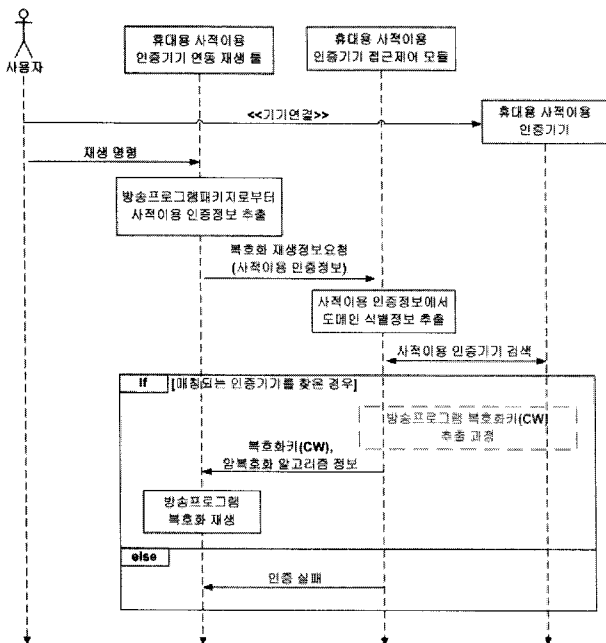 사용자
휴대용 사적이용
인증기기 연동 재생 툴
휴대용 사적이용
인증기기 접근제어 모듈
<<기기연결>>
휴대용 사적이용
인증기기
재생 명령
방송프로그램패키지로부터
사적이용 인증정보 추출
복호화 재생정보요청
(사적이용 인증정보)
사적이용 인증정보에서
도메인 식별정보 추출
사적이용 인증기기 검색
If
[매칭되는 인증기기를 찾은 경우]
방송프로그램 복호화키(CW)
추출 과정
복호화키(CW),
암복호화 알고리즘 정보
방송프로그램
복호화 재생
else
인증 실패